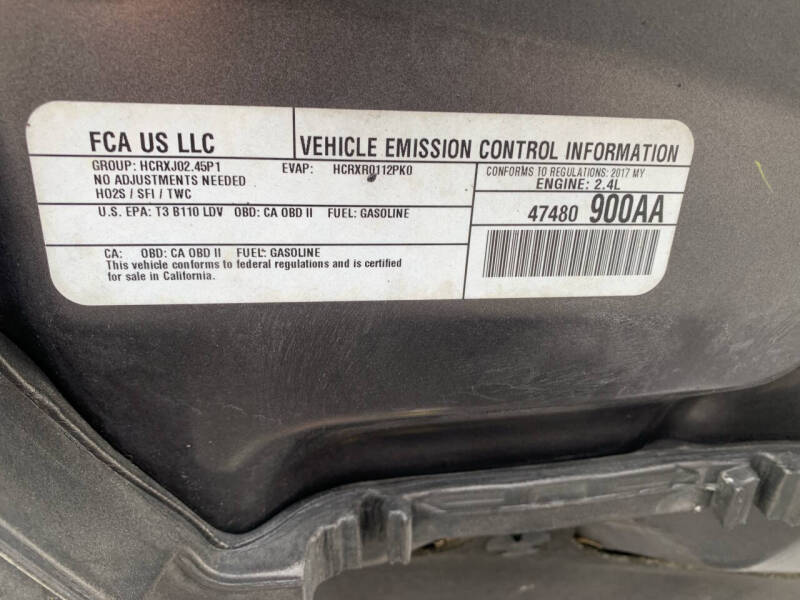 FCA US LLC
VEHICLE EMISSION CONTROL INFORMATION
GROUP: HCRXJ02.45P1 EVAP: HCRXR0112PK0
NO ADJUSTMENTS NEEDED
HO2S / SFI / TWC
CONFORMS TO REGULATIONS: 2017 MY
ENGINE: 2.4L
U.S. EPA: T3 B110 LDV OBD: CA OBD II FUEL: GASOLINE
47480 900AA
CA: OBD: CA OBD II FUEL: GASOLINE
This vehicle conforms to federal regulations and is certified
for sale in California.